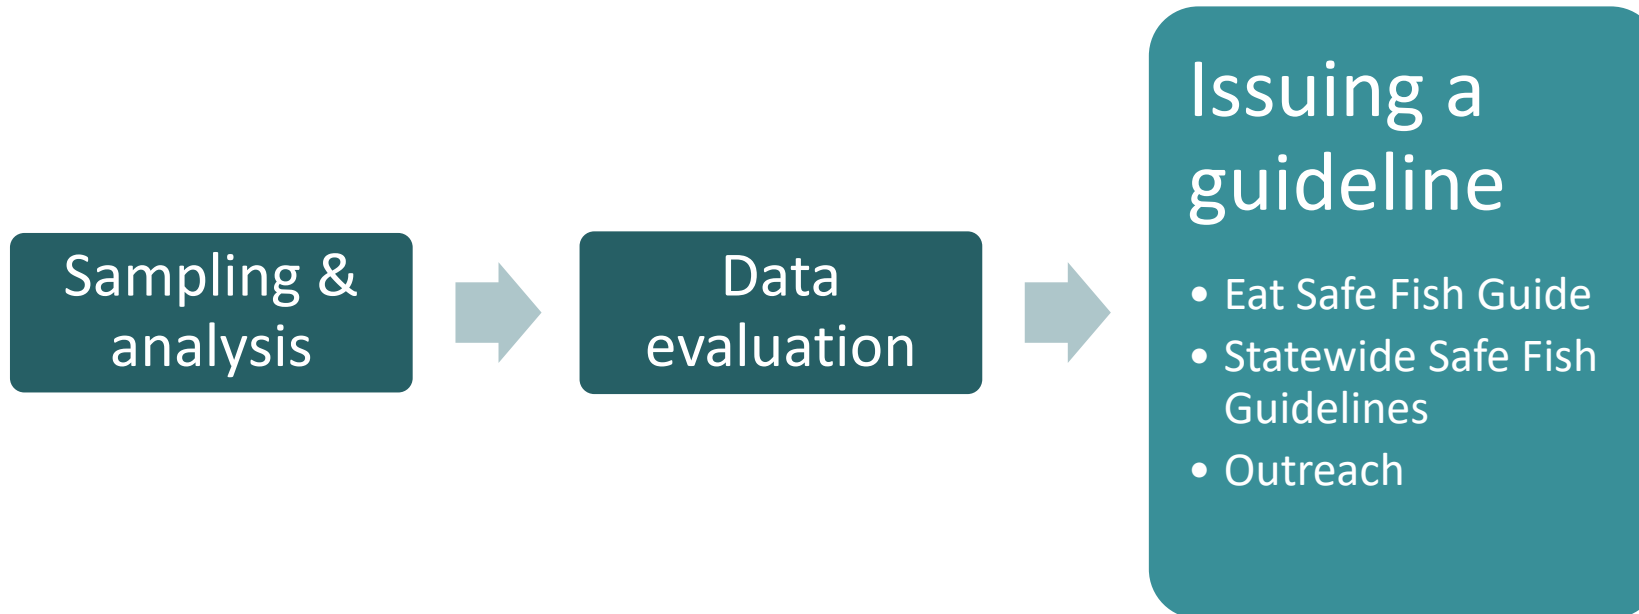 Sampling &
analysis
Data
evaluation
Issuing a
guideline
• Eat Safe Fish Guide
• Statewide Safe Fish
Guidelines
• Outreach